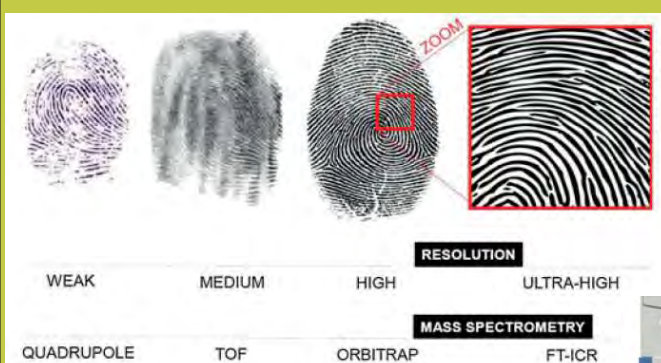 ZOOM
RESOLUTION
WEAK MEDIUM HIGH ULTRA-HIGH
MASS SPECTROMETRY
QUADRUPOLE TOF ORBITRAP FT-ICR